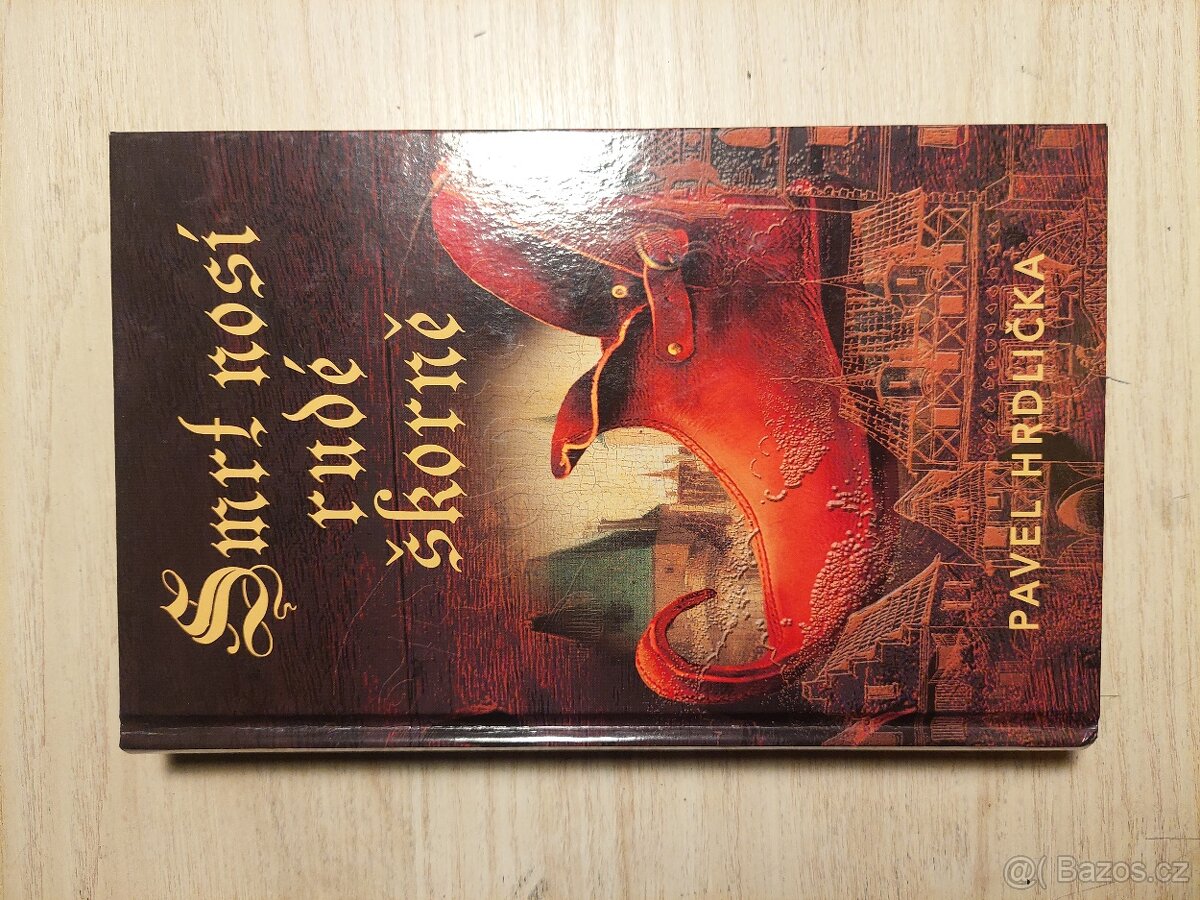 Smrt nosí
rudé
škorně
PAVEL HRDLIČKA
@( Bazos.cz